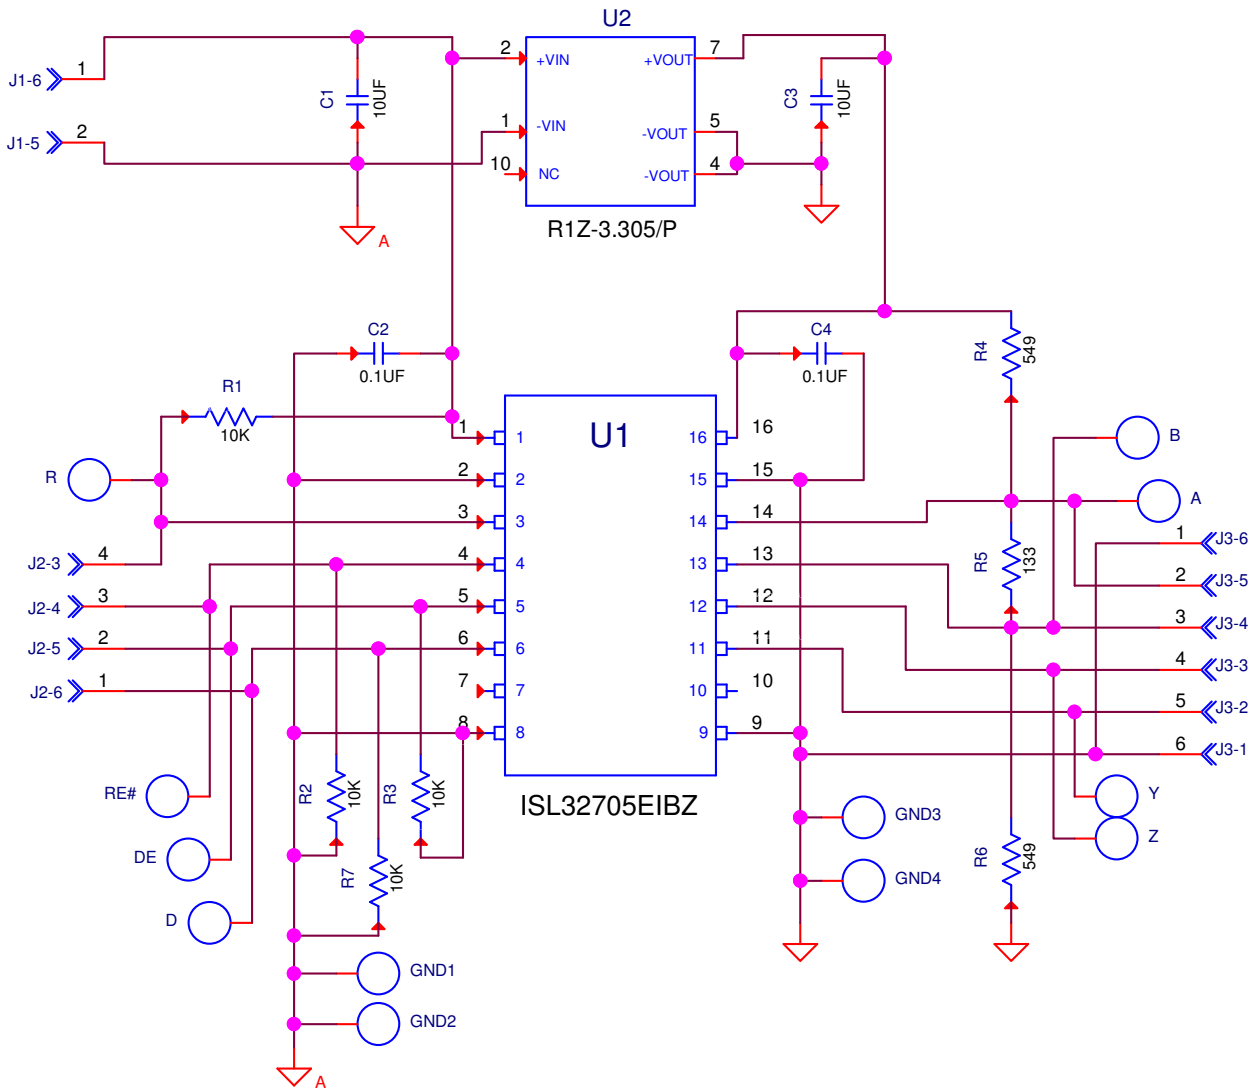 U2
J1-6 1
J1-5 2
C1
10UF
2 +VIN
1 -VIN
10 NC
+VOUT 7
-VOUT 5
-VOUT 4
C3
10UF
R1Z-3.305/P
A
C2
0.1UF
C4
0.1UF
R4
549
R1
10K
U1
1 1
2 2
3 3
4 4
5 5
6 6
7 7
8 8
16 16
15 15
14 14
13 13
12 12
11 11
10 10
9 9
ISL32705EIBZ
R
J2-3 4
J2-4 3
J2-5 2
J2-6 1
B
A
R5
133
1 J3-6
2 J3-5
3 J3-4
4 J3-3
5 J3-2
6 J3-1
RE#
DE
D
R2
10K
R3
10K
R7
10K
GND3
GND4
Y
Z
R6
549
GND1
GND2
A